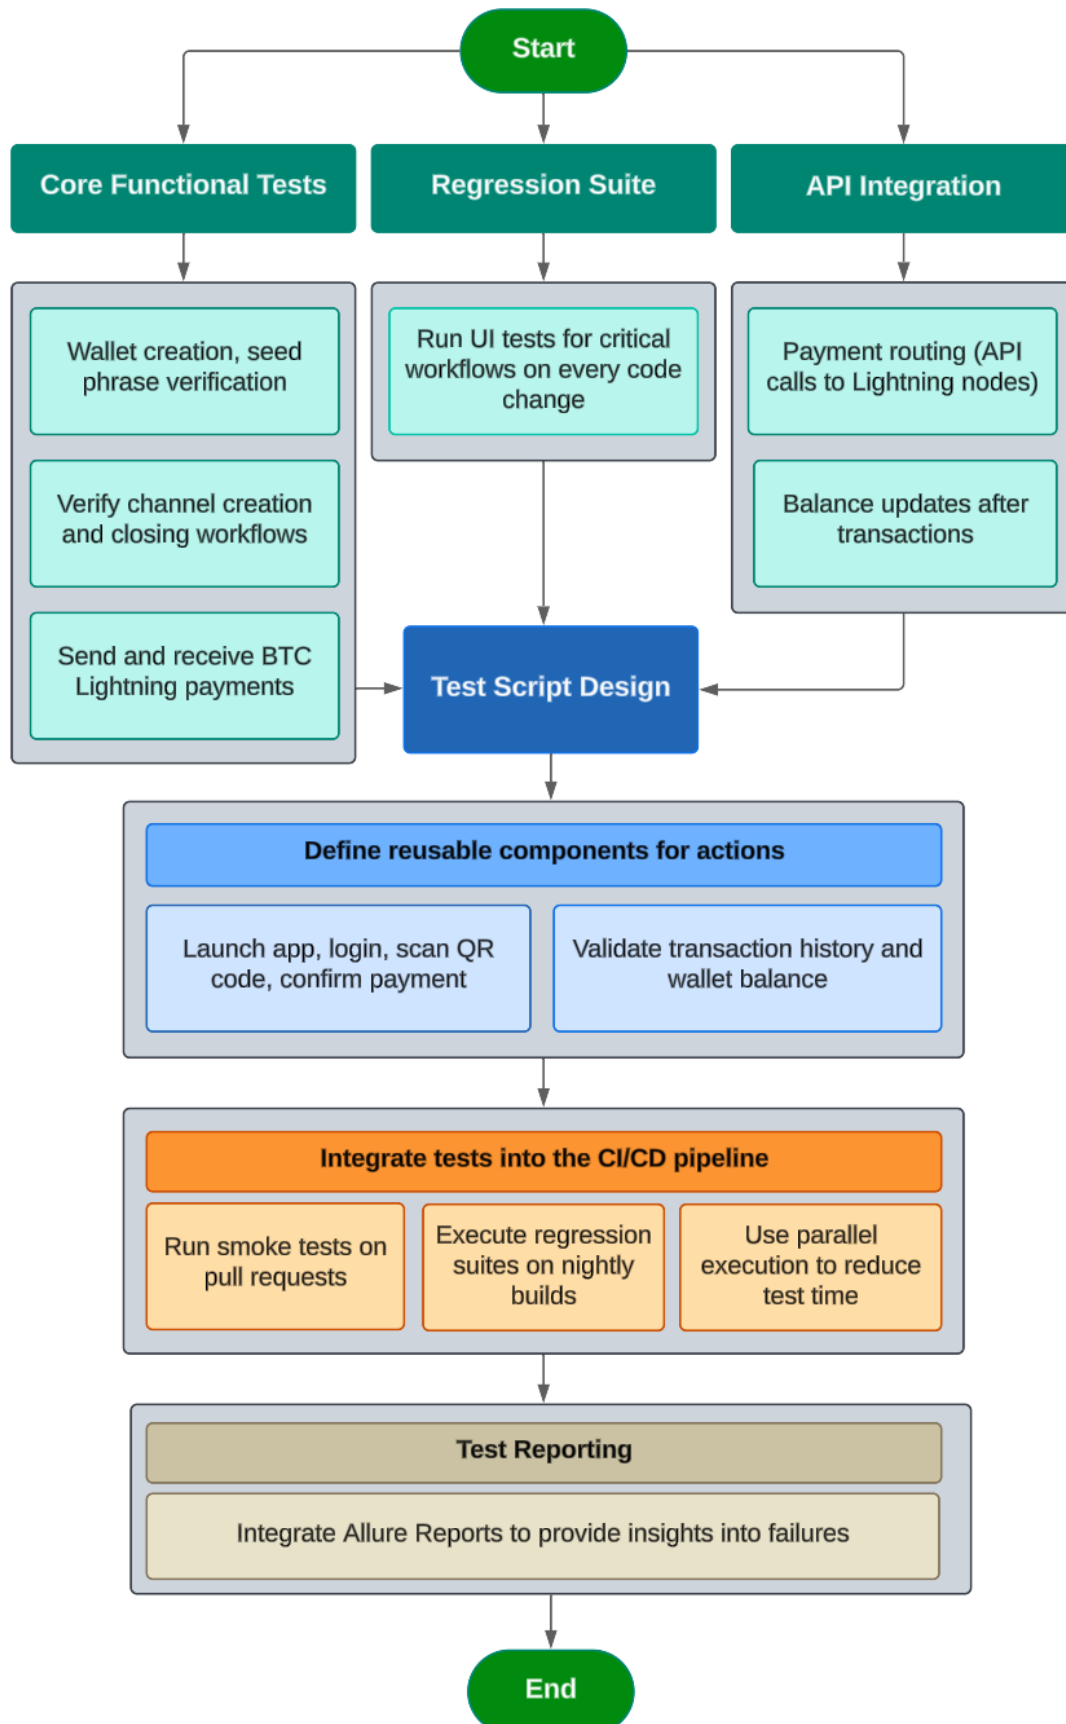 Start
Core Functional Tests
Regression Suite
API Integration
Wallet creation, seed
phrase verification
Run UI tests for critical
workflows on every code
change
Payment routing (API
calls to Lightning nodes)
Verify channel creation
and closing workflows
Balance updates after
transactions
Send and receive BTC
Lightning payments
Test Script Design
Define reusable components for actions
Launch app, login, scan QR
code, confirm payment
Validate transaction history and
wallet balance
Integrate tests into the CI/CD pipeline
Run smoke tests on
pull requests
Execute regression
suites on nightly
builds
Use parallel
execution to reduce
test time
Test Reporting
Integrate Allure Reports to provide insights into failures
End